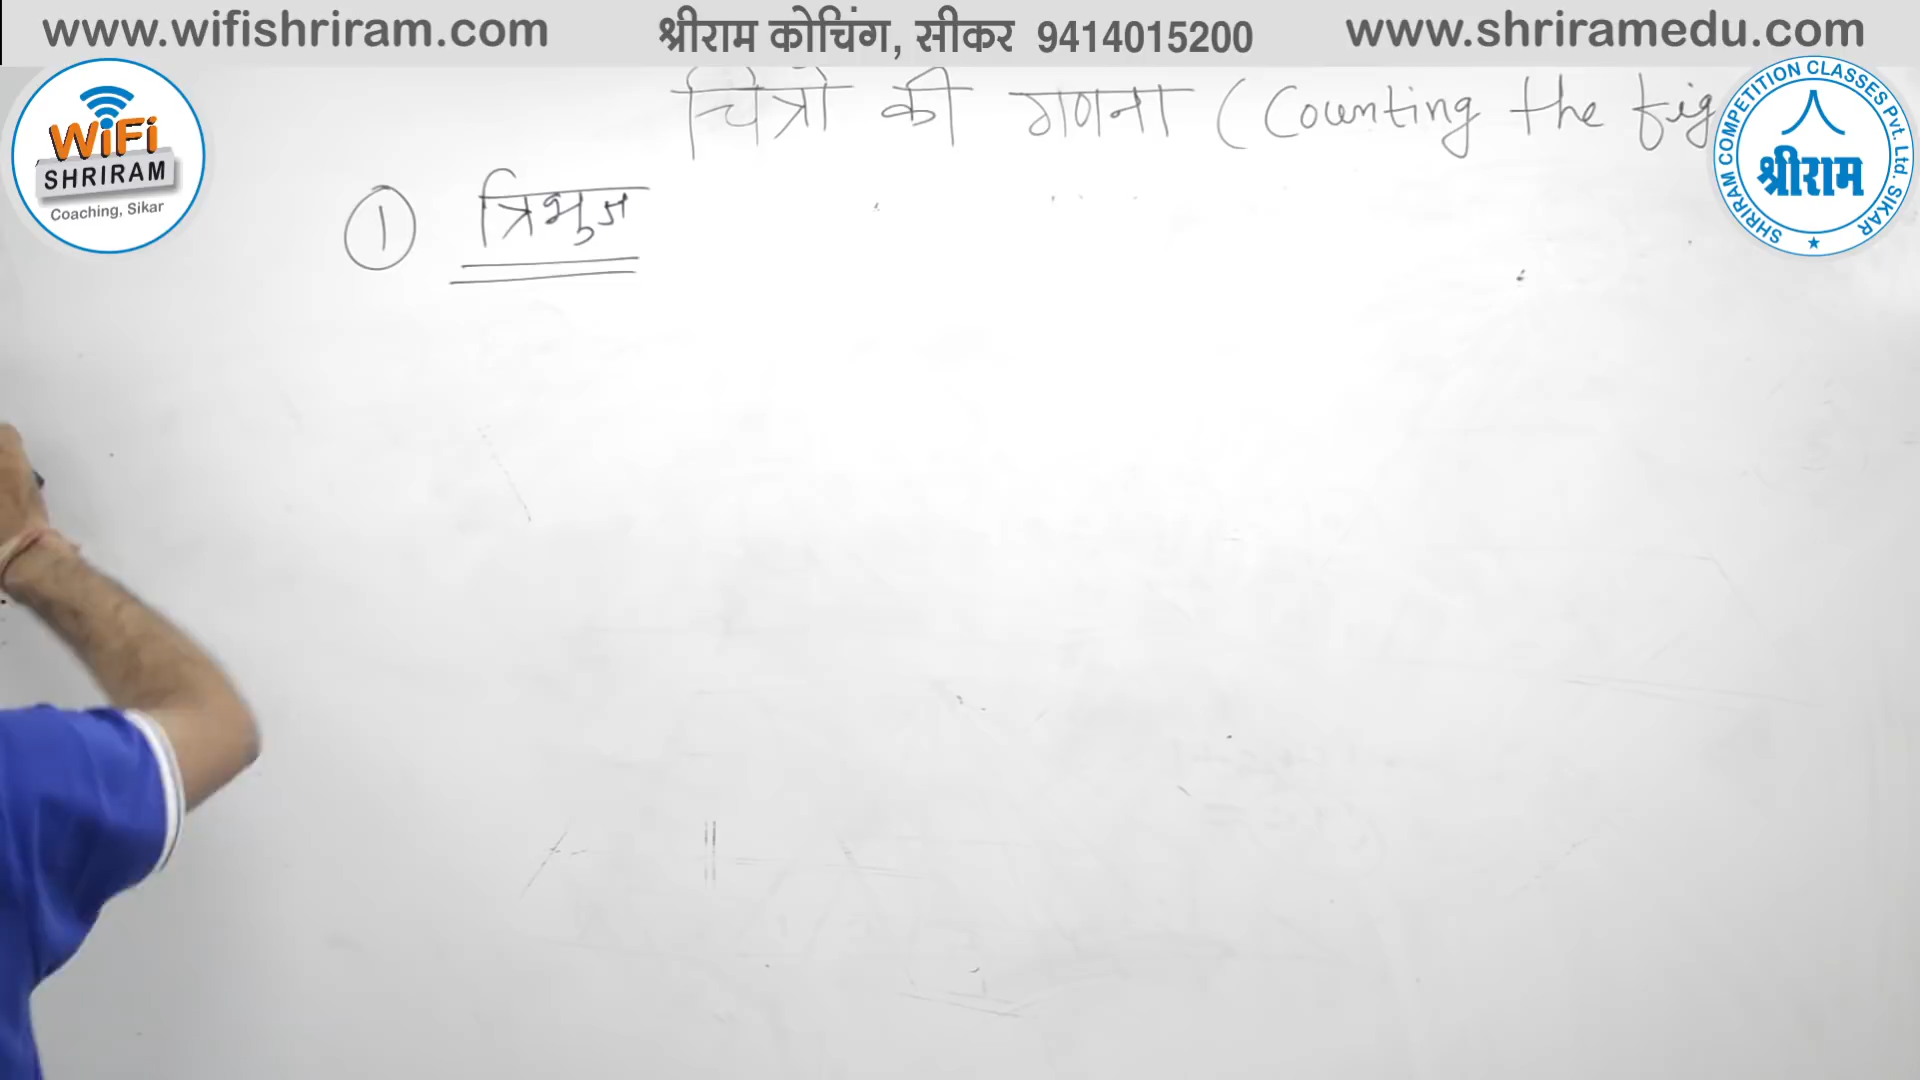 www.wifishriram.com श्रीराम कोचिंग, सीकर 9414015200 www.shriramedu.com
WiFi
SHRIRAM
Coaching, Sikar
चित्रो की गणना (Counting the fig
SHRIRAM COMPETITION CLASSES Pvt. Ltd. SIKAR
श्रीराम
① त्रिभुज